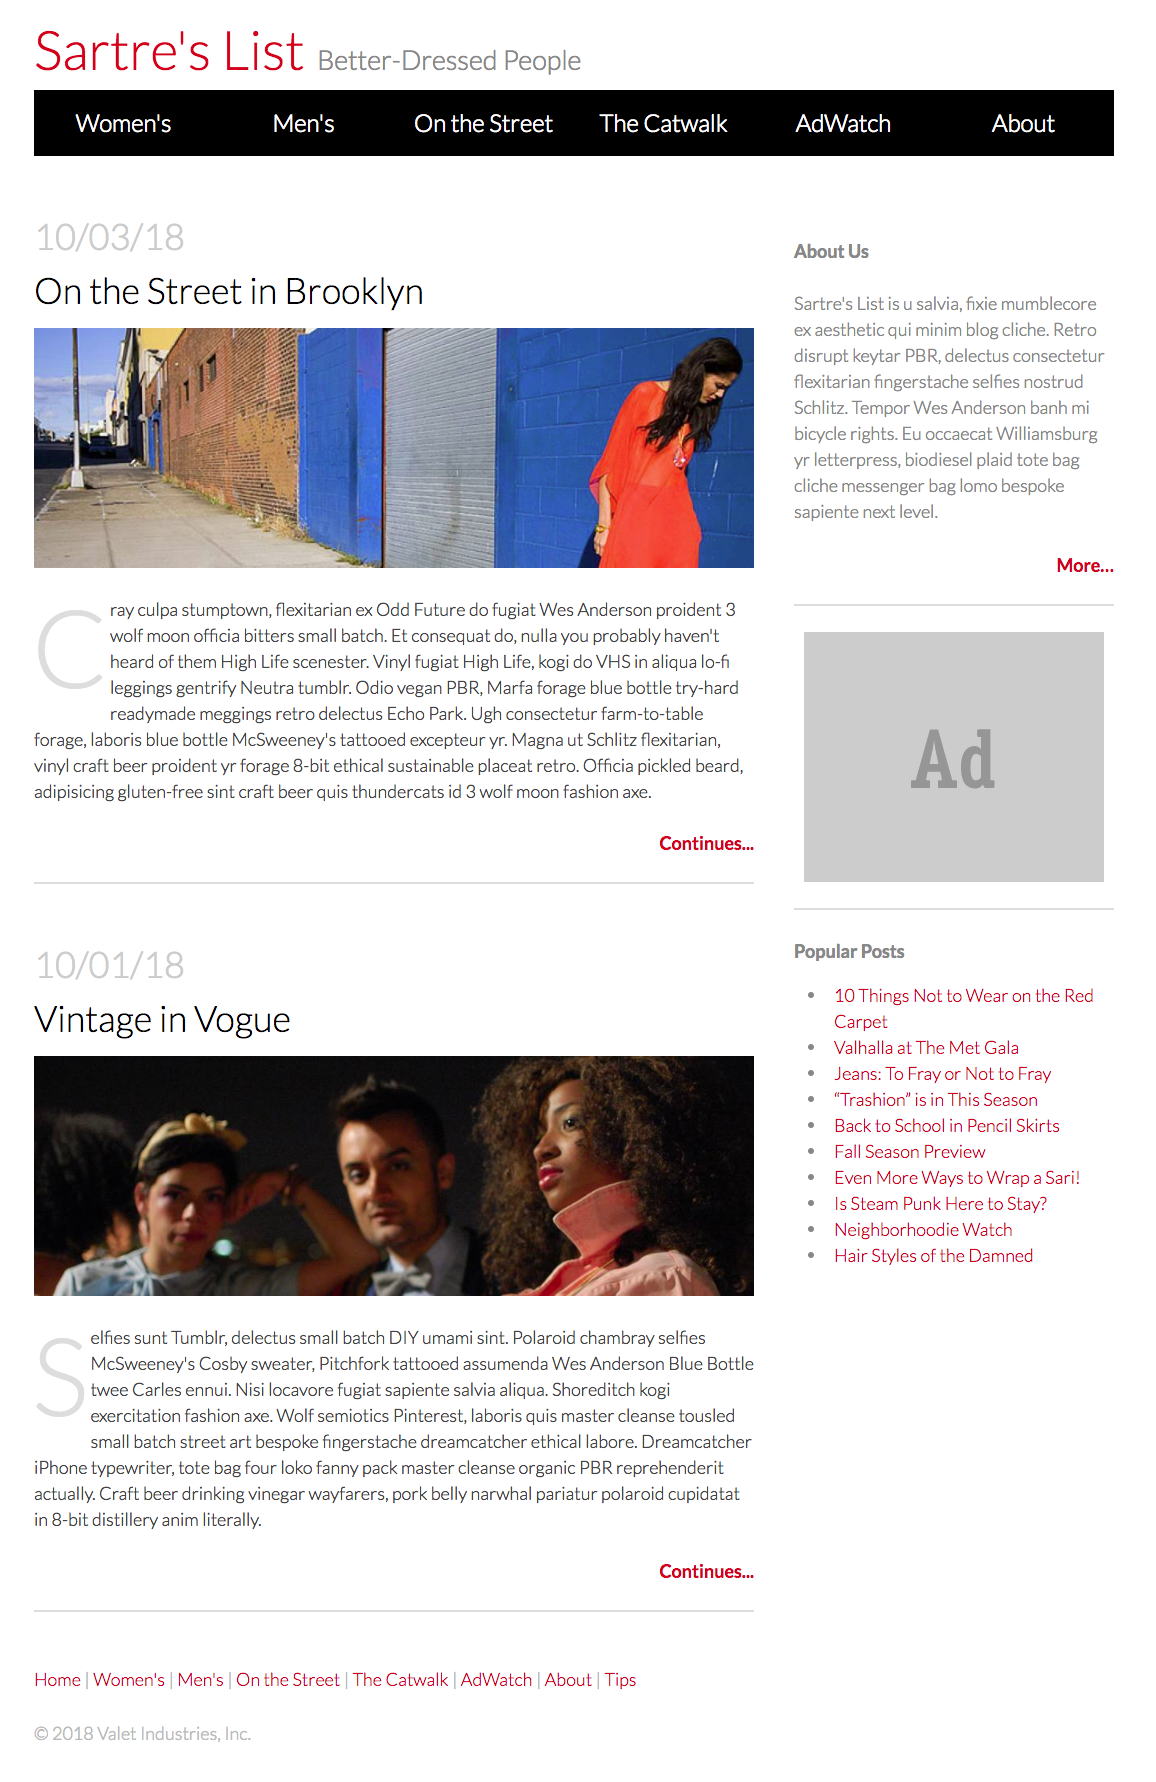 Sartre's List Better-Dressed People
Women's Men's On the Street The Catwalk AdWatch About
10/03/18
On the Street in Brooklyn
Cray culpa stumptown, flexitarian ex Odd Future do fugiat Wes Anderson proident 3
wolf moon officia bitters small batch. Et consequat do, nulla you probably haven't
heard of them High Life scenester. Vinyl fugiat High Life, kogi do VHS in aliqua lo-fi
leggings gentrify Neutra tumblr. Odio vegan PBR, Marfa forage blue bottle try-hard
readymade meggings retro delectus Echo Park. Ugh consectetur farm-to-table
forage, laboris blue bottle McSweeney's tattooed excepteur yr. Magna ut Schlitz flexitarian,
vinyl craft beer proident yr forage 8-bit ethical sustainable placeat retro. Officia pickled beard,
adipisicing gluten-free sint craft beer quis thundercats id 3 wolf moon fashion axe.
Continues...
10/01/18
Vintage in Vogue
Selfies sunt Tumblr, delectus small batch DIY umami sint. Polaroid chambray selfies
McSweeney's Cosby sweater, Pitchfork tattooed assumenda Wes Anderson Blue Bottle
twee Carles ennui. Nisi locavore fugiat sapiente salvia aliqua. Shoreditch kogi
exercitation fashion axe. Wolf semiotics Pinterest, laboris quis master cleanse tousled
small batch street art bespoke fingerstache dreamcatcher ethical labore. Dreamcatcher
iPhone typewriter, tote bag four loko fanny pack master cleanse organic PBR reprehenderit
actually. Craft beer drinking vinegar wayfarers, pork belly narwhal pariatur polaroid cupidatat
in 8-bit distillery anim literally.
Continues...
About Us
Sartre's List is u salvia, fixie mumblecore
ex aesthetic qui minim blog cliche. Retro
disrupt keytar PBR, delectus consectetur
flexitarian fingerstache selfies nostrud
Schlitz. Tempor Wes Anderson banh mi
bicycle rights. Eu occaecat Williamsburg
yr letterpress, biodiesel plaid tote bag
cliche messenger bag lomo bespoke
sapiente next level.
More...
Ad
Popular Posts
• 10 Things Not to Wear on the Red
Carpet
• Valhalla at The Met Gala
• Jeans: To Fray or Not to Fray
• “Trashion” is in This Season
• Back to School in Pencil Skirts
• Fall Season Preview
• Even More Ways to Wrap a Sari!
• Is Steam Punk Here to Stay?
• Neighborhoodie Watch
• Hair Styles of the Damned
Home | Women's | Men's | On the Street | The Catwalk | AdWatch | About | Tips
© 2018 Valet Industries, Inc.